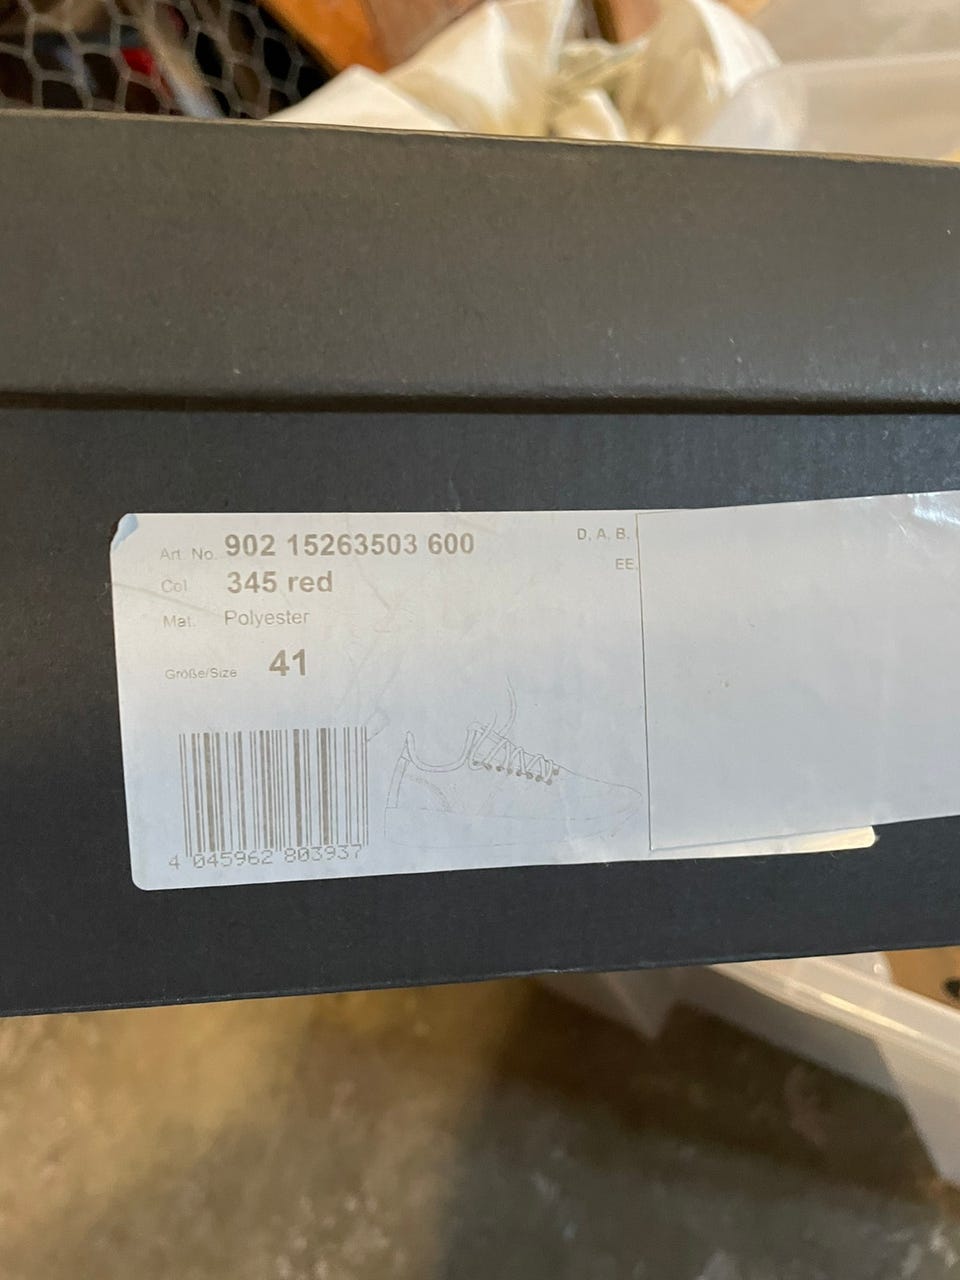 Art. No. 902 15263503 600
D, A, B,
Col 345 red
EE,
Mat. Polyester
Größe/Size 41
4 045962 803937